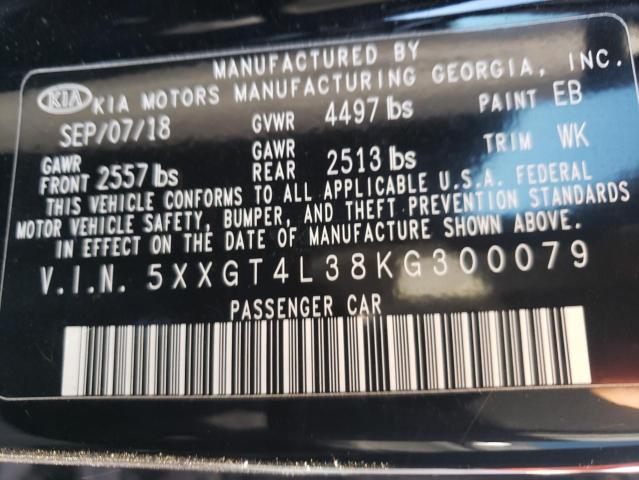 MANUFACTURED BY
KIA KIA MOTORS MANUFACTURING GEORGIA, INC.
SEP/07/18 GVWR 4497 lbs PAINT EB
GAWR FRONT 2557 lbs GAWR REAR 2513 lbs TRIM WK
THIS VEHICLE CONFORMS TO ALL APPLICABLE U.S.A. FEDERAL
MOTOR VEHICLE SAFETY, BUMPER, AND THEFT PREVENTION STANDARDS
IN EFFECT ON THE DATE OF MANUFACTURE SHOWN ABOVE.
V.I.N. 5XXGT4L38KG300079
PASSENGER CAR